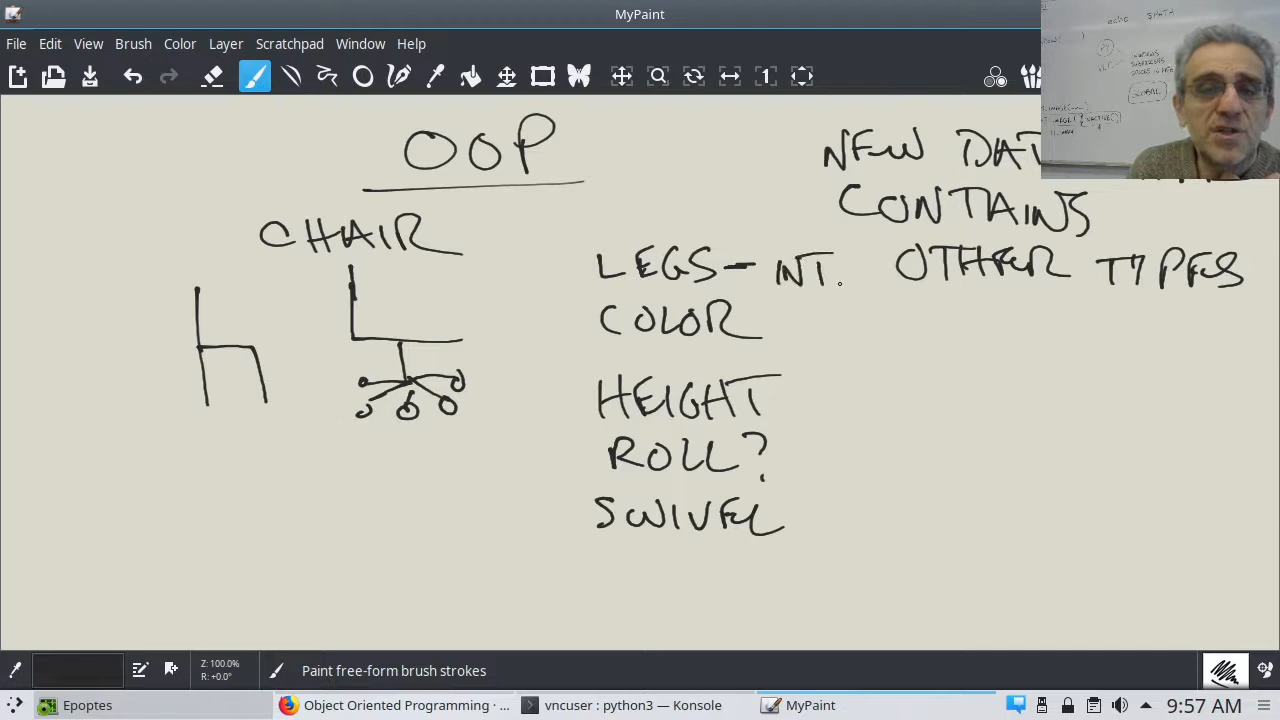 MyPaint
File Edit View Brush Color Layer Scratchpad Window Help
1
OOP
CHAIR
NEW DAT
CONTAINS
OTHER TYPES
LEGS - INT.
COLOR
HEIGHT
ROLL?
SWIVEL
GLOBAL
Z: 100.0%
R: +0.0°
Paint free-form brush strokes
Epoptes
Object Oriented Programming - ...
vncuser : python3 — Konsole
MyPaint
9:57 AM